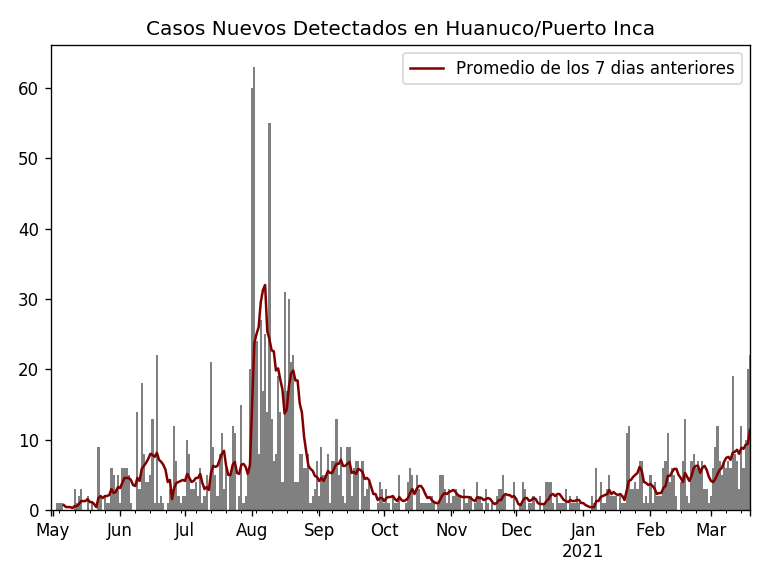 Casos Nuevos Detectados en Huanuco/Puerto Inca
Promedio de los 7 dias anteriores
60
50
40
30
20
10
0
May Jun Jul Aug Sep Oct Nov Dec Jan Feb Mar
2021